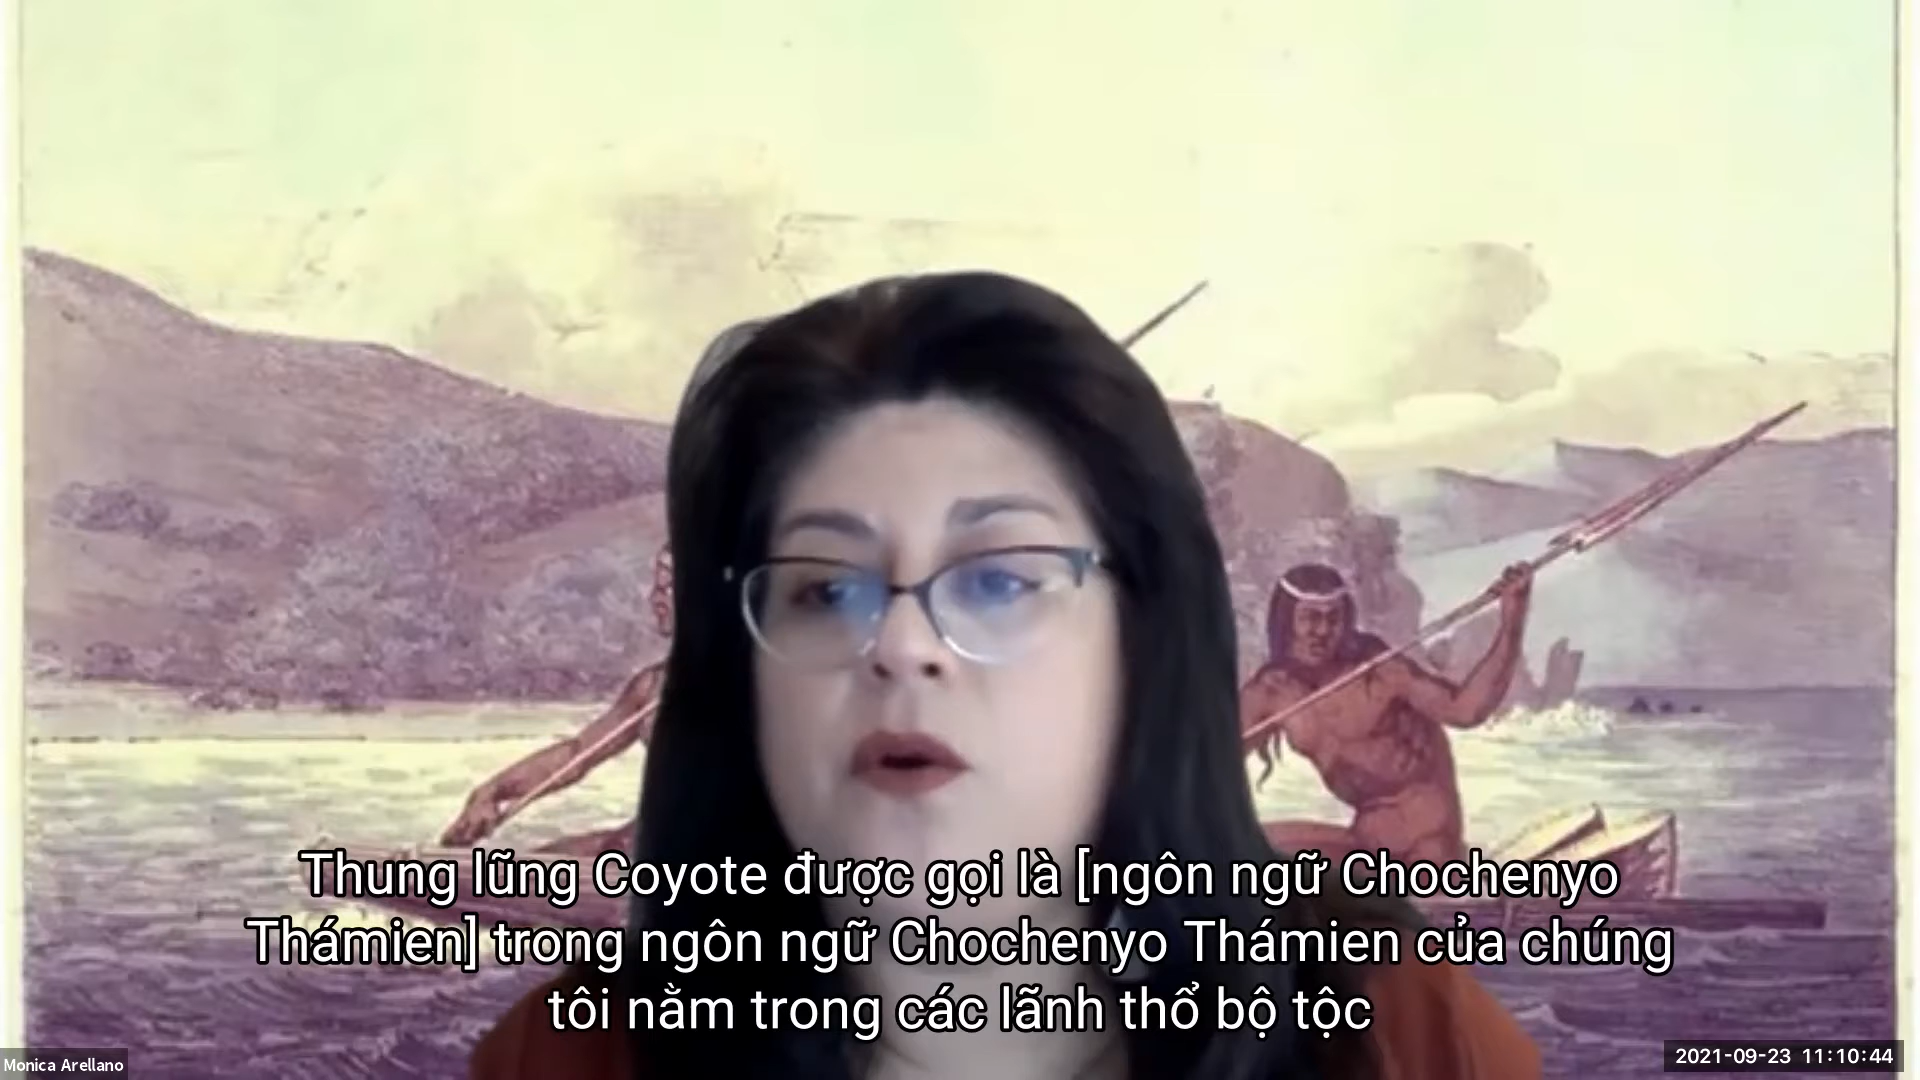 Thung lũng Coyote được gọi là [ngôn ngữ Chochenyo
Thámien] trong ngôn ngữ Chochenyo Thámien của chúng
tôi nằm trong các lãnh thổ bộ tộc
Monica Arellano
2021-09-23 11:10:44